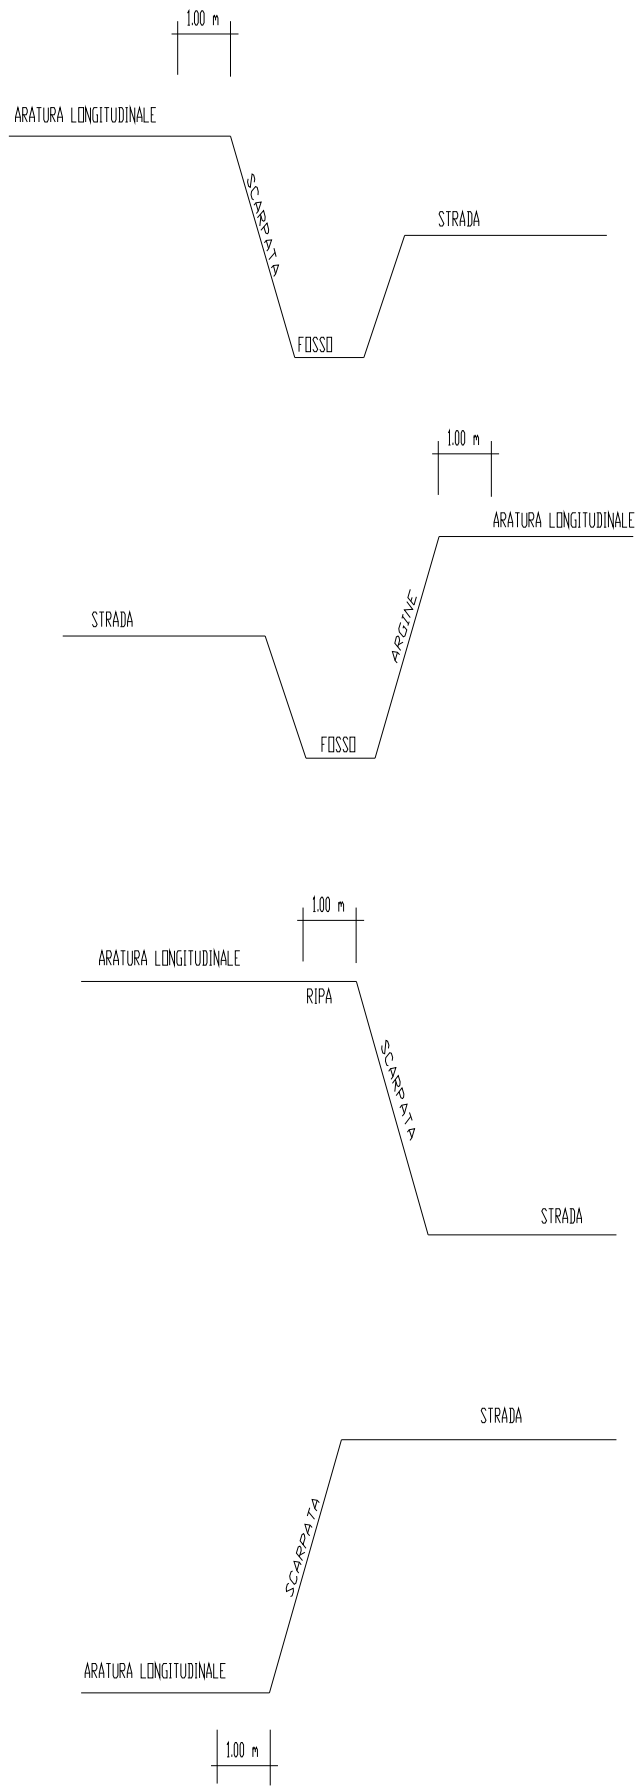 1.00 m
ARATURA LONGITUDINALE
SCARPATA
STRADA
FOSSO
1.00 m
ARATURA LONGITUDINALE
ARGINE
STRADA
FOSSO
1.00 m
ARATURA LONGITUDINALE
RIPA
SCARPATA
STRADA
STRADA
SCARPATA
ARATURA LONGITUDINALE
1.00 m